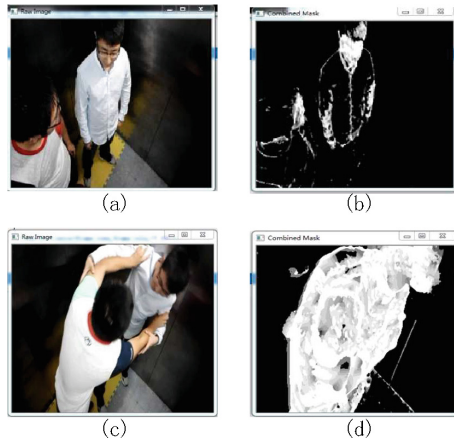 Raw Image
Combined Mask
(a)
(b)
Raw Image
Combined Mask
(c)
(d)